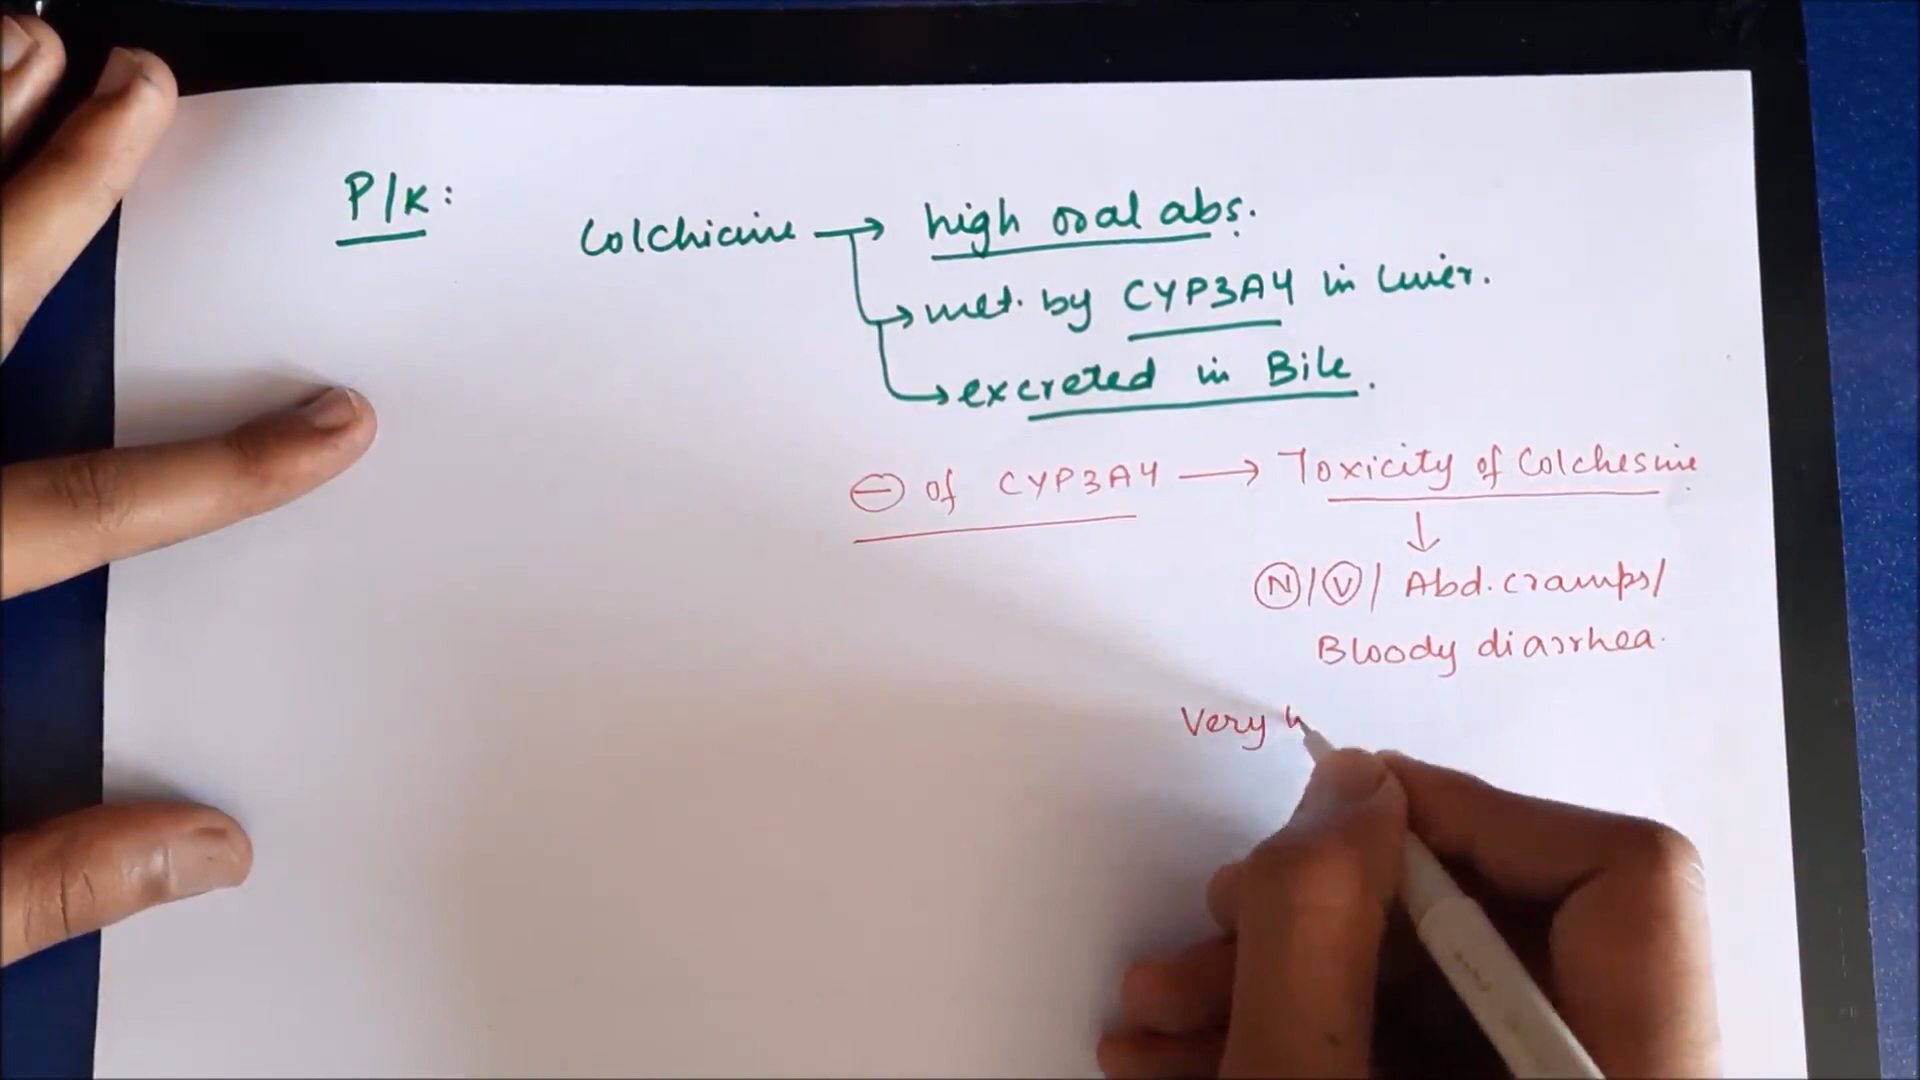 P/K:
Colchicine → high oral abs.
→ met. by CYP3A4 in liver.
→ excreted in Bile.
⊖ of CYP3A4 → Toxicity of Colchesine
↓
Ⓝ/Ⓥ/ Abd. cramps/
Bloody diarrhea.
Very